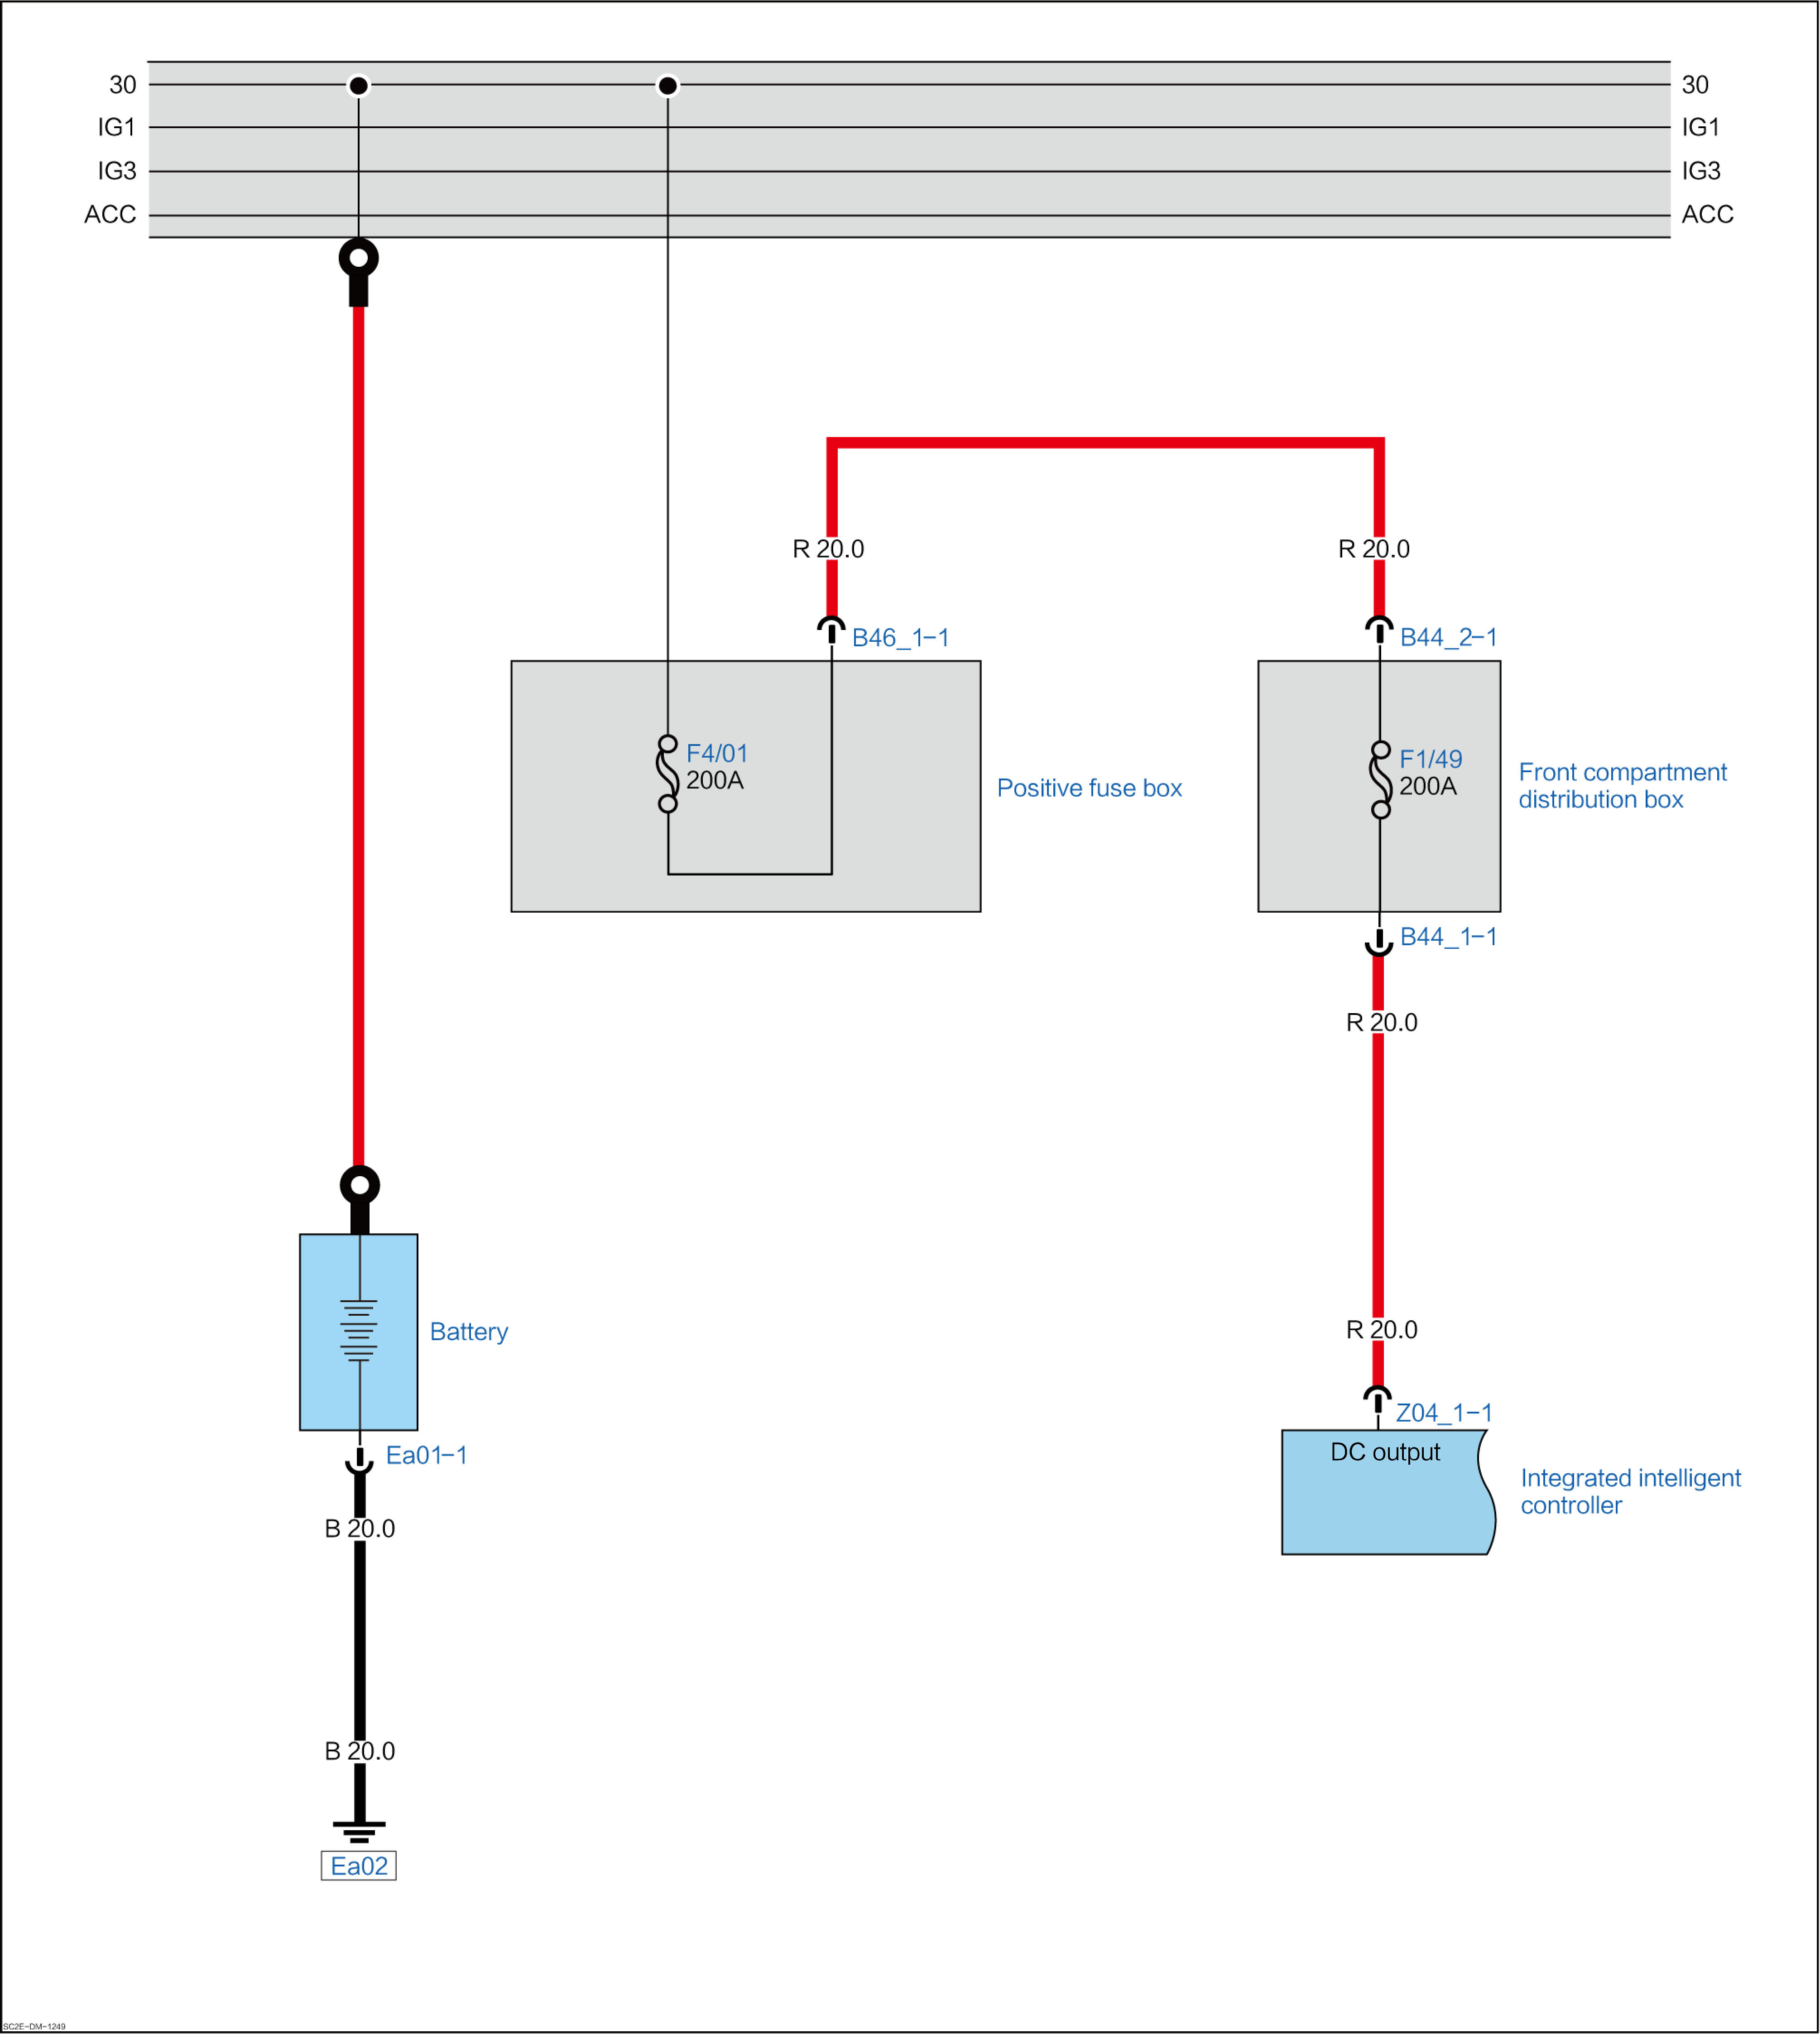 30
30
IG1
IG1
IG3
IG3
ACC
ACC
R 20.0
R 20.0
B46_1-1
B44_2-1
F4/01
200A
Positive fuse box
F1/49
200A
Front compartment
distribution box
B44_1-1
R 20.0
R 20.0
Battery
Z04_1-1
DC output
Ea01-1
Integrated intelligent
controller
B 20.0
B 20.0
Ea02
SC2E-DM-1249